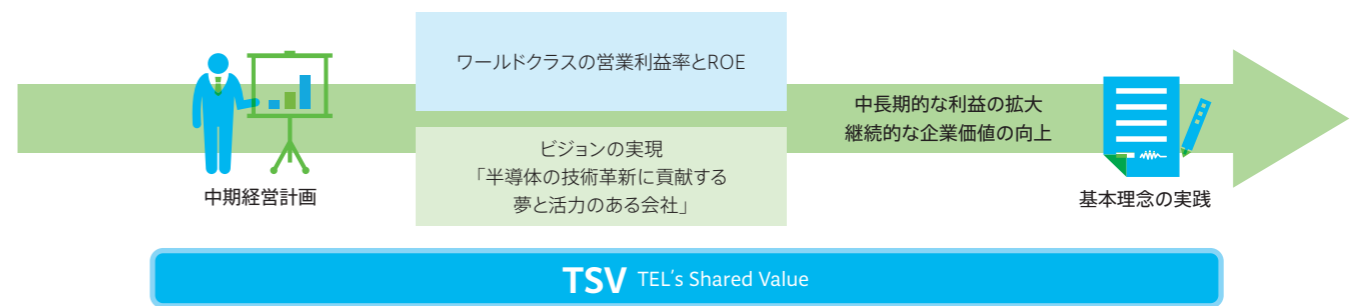 ワールドクラスの営業利益率とROE
中長期的な利益の拡大
継続的な企業価値の向上
ビジョンの実現
「半導体の技術革新に貢献する
夢と活力のある会社」
中期経営計画
基本理念の実践
TSV TEL's Shared Value